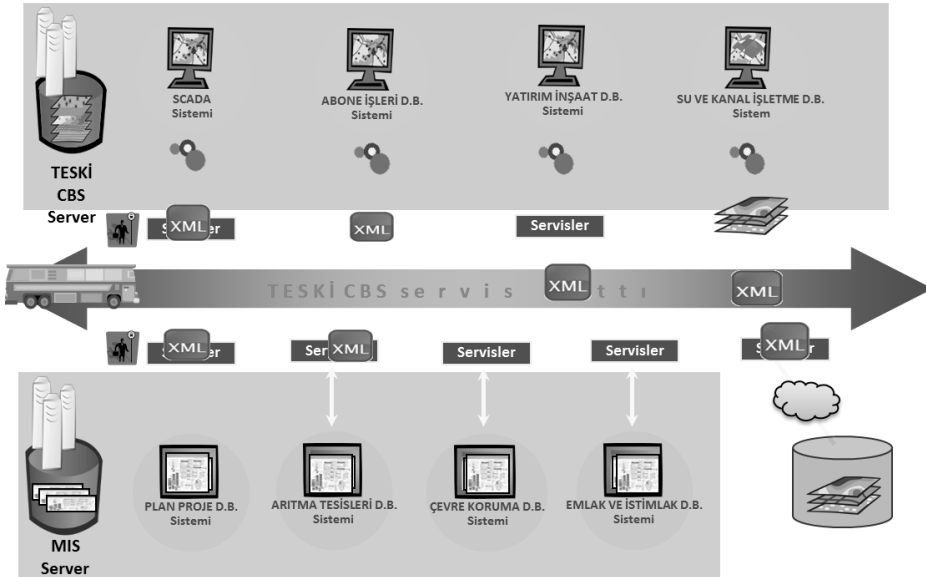 SCADA
Sistemi
ABONE İŞLERİ D.B.
Sistemi
YATIRIM İNŞAAT D.B.
Sistemi
SU VE KANAL İŞLETME D.B.
Sistem
TESKİ
CBS
Server
XML
XML
Servisler
TESKİ CBS servis
XML
ttı
XML
XML
XML
Servisler
Servisler
XML
PLAN PROJE D.B.
Sistemi
ARITMA TESİSLERİ D.B.
Sistemi
ÇEVRE KORUMA D.B.
Sistemi
EMLAK VE İSTİMLAK D.B.
Sistemi
MIS
Server